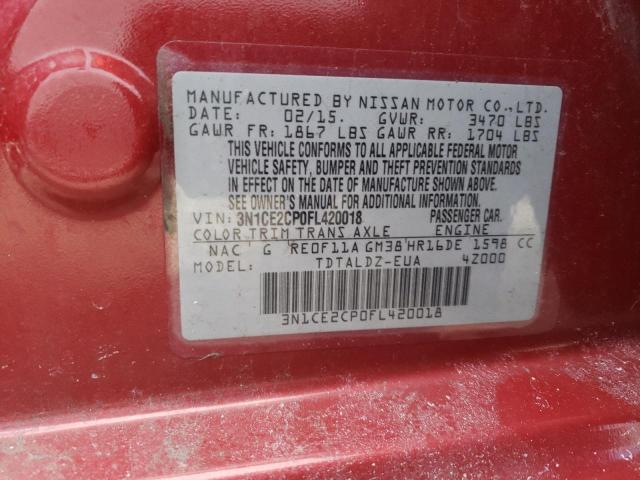 MANUFACTURED BY NISSAN MOTOR CO.,LTD.
DATE: 02/15. GVWR: 3470 LBS
GAWR FR: 1867 LBS GAWR RR: 1704 LBS
THIS VEHICLE CONFORMS TO ALL APPLICABLE FEDERAL MOTOR
VEHICLE SAFETY, BUMPER AND THEFT PREVENTION STANDARDS
IN EFFECT ON THE DATE OF MANUFACTURE SHOWN ABOVE.
SEE OWNER'S MANUAL FOR ADDITIONAL INFORMATION.
VIN: 3N1CE2CP0FL420018 PASSENGER CAR.
COLOR TRIM TRANS AXLE ENGINE
NAC G RE0F11A GM38 HR16DE 1598 CC
MODEL: TDTALDZ-EUA 4Z000
3N1CE2CP0FL420018